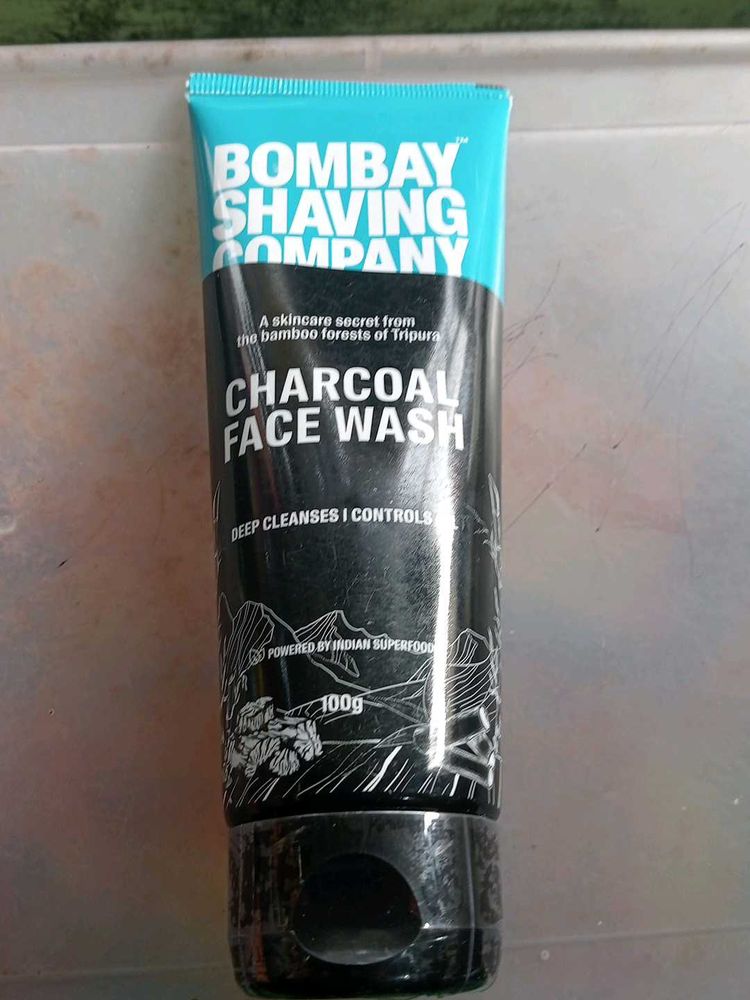 BOMBAY™
SHAVING
COMPANY
A skincare secret from
the bamboo forests of Tripura
CHARCOAL
FACE WASH
DEEP CLEANSES | CONTROLS
POWERED BY INDIAN SUPERFOOD
100g